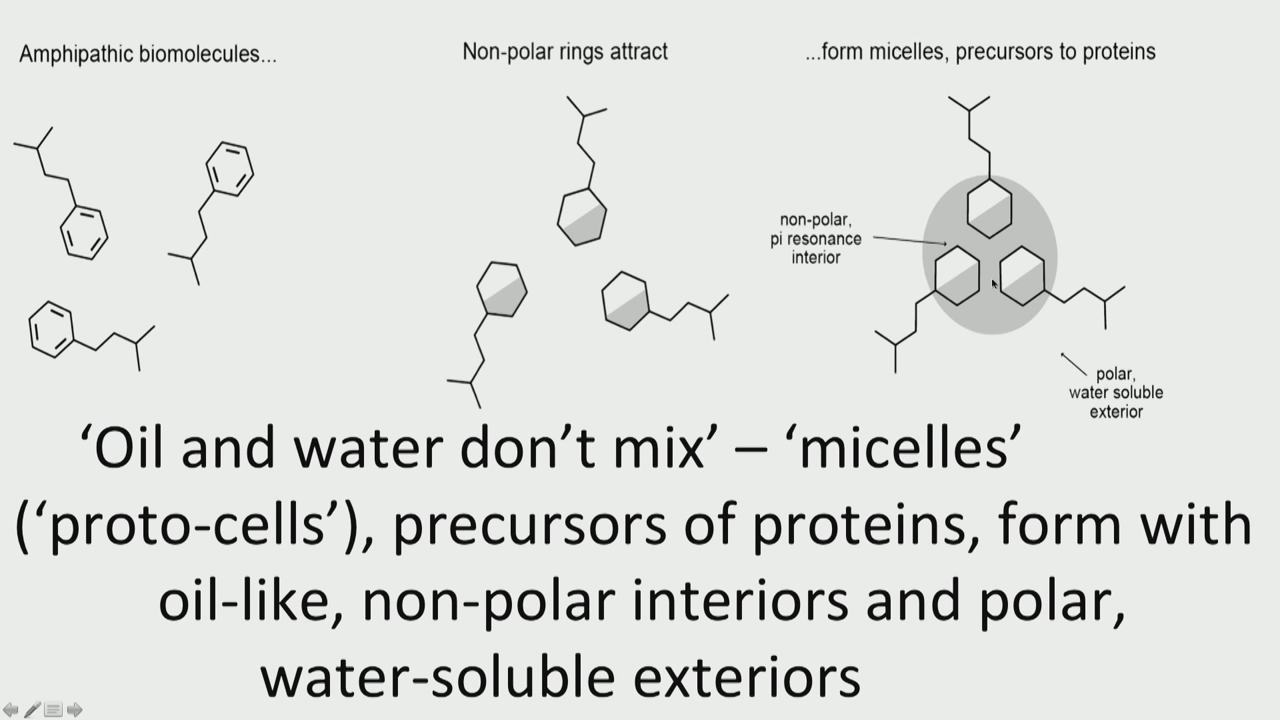 Amphipathic biomolecules...
Non-polar rings attract
...form micelles, precursors to proteins
non-polar,
pi resonance
interior
polar,
water soluble
exterior
‘Oil and water don’t mix’ – ‘micelles’
(‘proto-cells’), precursors of proteins, form with
oil-like, non-polar interiors and polar,
water-soluble exteriors